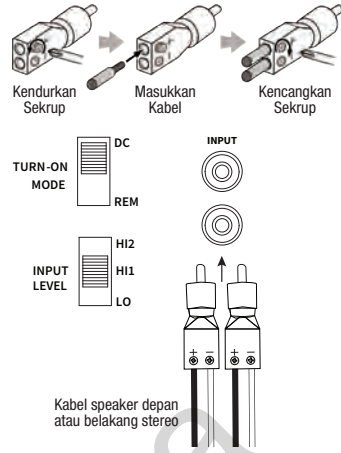 Kendurkan
Sekrup
Masukkan
Kabel
Kencangkan
Sekrup
DC
TURN-ON
MODE
REM
INPUT
HI2
INPUT
LEVEL
HI1
LO
+ – + –
Kabel speaker depan
atau belakang stereo